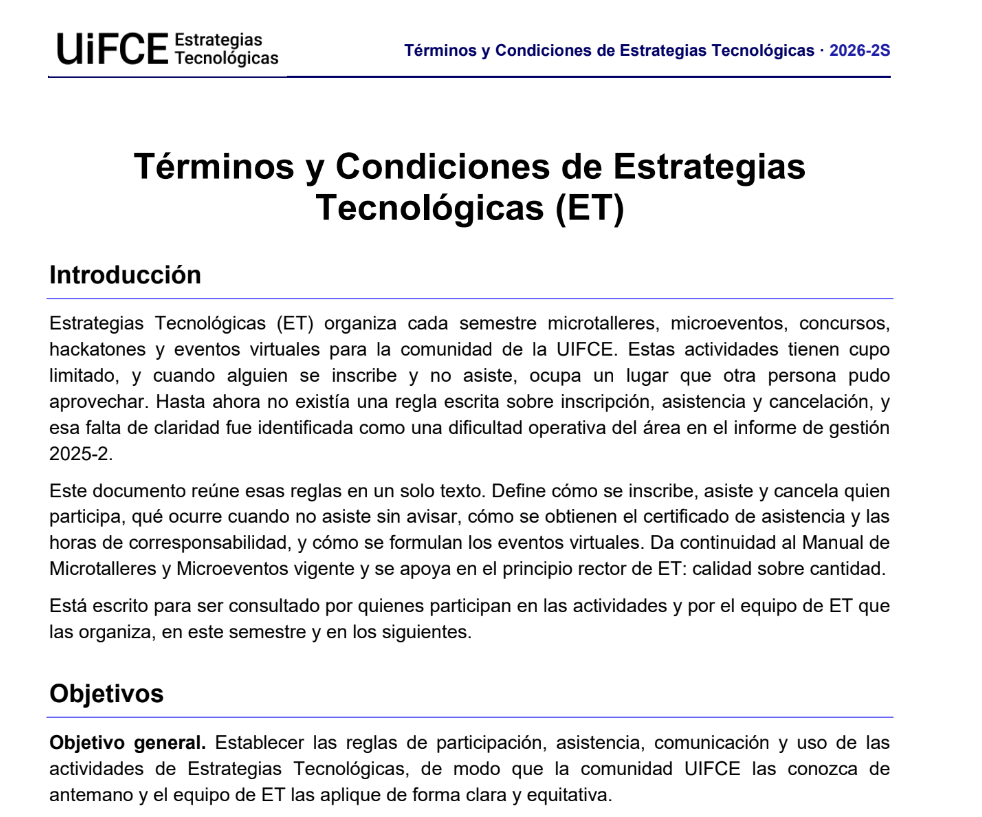 UiFCE Estrategias Tecnológicas
Términos y Condiciones de Estrategias Tecnológicas · 2026-2S
Términos y Condiciones de Estrategias
Tecnológicas (ET)
Introducción
Estrategias Tecnológicas (ET) organiza cada semestre microtalleres, microeventos, concursos,
hackatones y eventos virtuales para la comunidad de la UIFCE. Estas actividades tienen cupo
limitado, y cuando alguien se inscribe y no asiste, ocupa un lugar que otra persona pudo
aprovechar. Hasta ahora no existía una regla escrita sobre inscripción, asistencia y cancelación, y
esa falta de claridad fue identificada como una dificultad operativa del área en el informe de gestión
2025-2.
Este documento reúne esas reglas en un solo texto. Define cómo se inscribe, asiste y cancela quien
participa, qué ocurre cuando no asiste sin avisar, cómo se obtienen el certificado de asistencia y las
horas de corresponsabilidad, y cómo se formulan los eventos virtuales. Da continuidad al Manual de
Microtalleres y Microeventos vigente y se apoya en el principio rector de ET: calidad sobre cantidad.
Está escrito para ser consultado por quienes participan en las actividades y por el equipo de ET que
las organiza, en este semestre y en los siguientes.
Objetivos
Objetivo general. Establecer las reglas de participación, asistencia, comunicación y uso de las
actividades de Estrategias Tecnológicas, de modo que la comunidad UIFCE las conozca de
antemano y el equipo de ET las aplique de forma clara y equitativa.